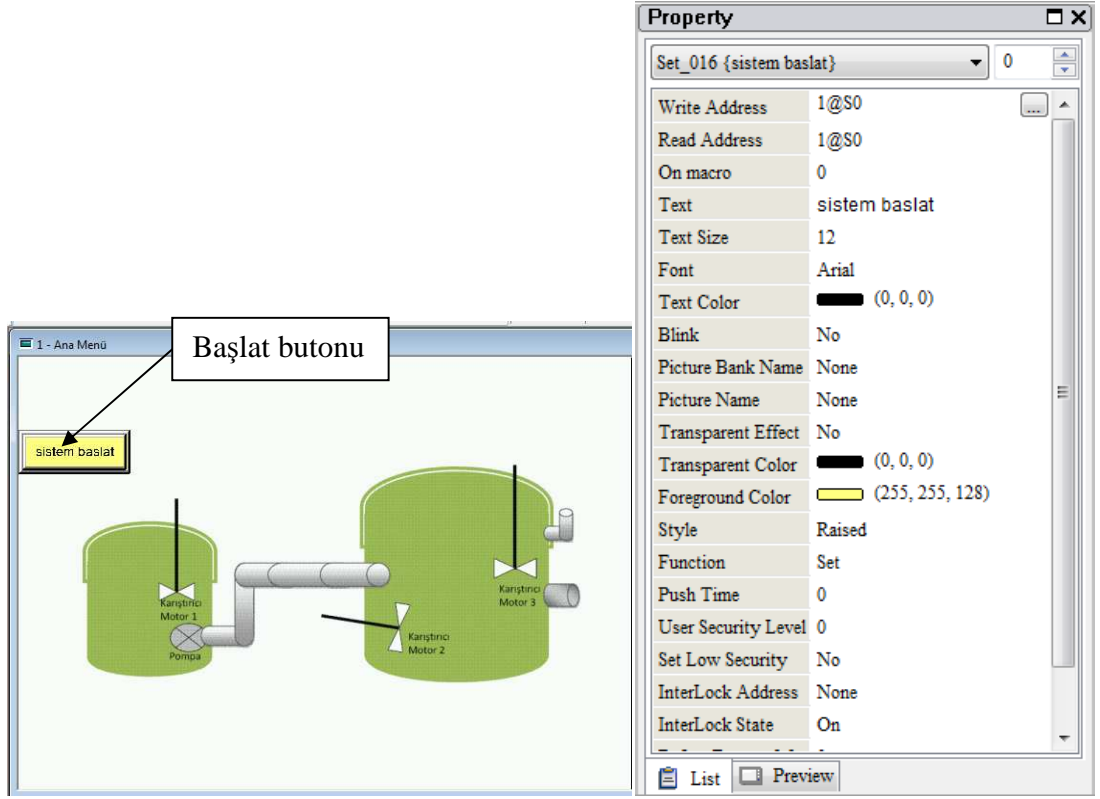 Property
Set_016 {sistem baslat} 0
Write Address 1@S0 ...
Read Address 1@S0
On macro 0
Text sistem baslat
Text Size 12
Font Arial
Text Color (0, 0, 0)
Blink No
Picture Bank Name None
Picture Name None
Transparent Effect No
Transparent Color (0, 0, 0)
Foreground Color (255, 255, 128)
Style Raised
Function Set
Push Time 0
User Security Level 0
Set Low Security No
InterLock Address None
InterLock State On
List Preview
1 - Ana Menü
Başlat butonu
sistem baslat
Karıştırıcı
Motor 1
Pompa
Karıştırıcı
Motor 2
Karıştırıcı
Motor 3